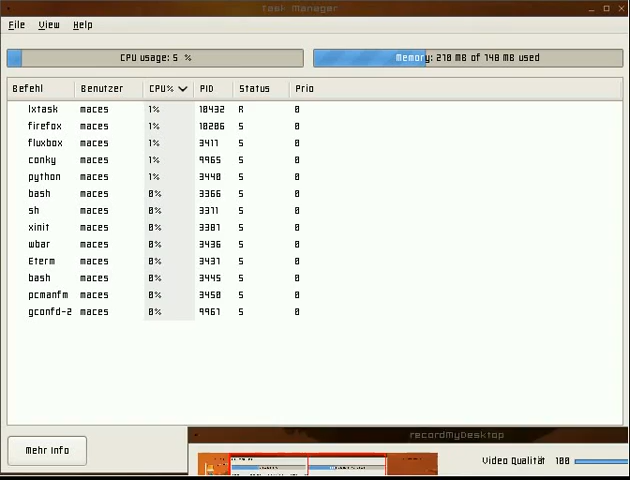 Task Manager
File View Help
CPU usage: 5 % Memory: 210 MB of 748 MB used
Befehl Benutzer CPU% PID Status Prio
lxtask maces 1% 10432 R 0
firefox maces 1% 10206 S 0
fluxbox maces 1% 3417 S 0
conky maces 1% 9965 S 0
python maces 1% 3440 S 0
bash maces 0% 3366 S 0
sh maces 0% 3371 S 0
xinit maces 0% 3387 S 0
wbar maces 0% 3436 S 0
Eterm maces 0% 3437 S 0
bash maces 0% 3445 S 0
pcmanfm maces 0% 3450 S 0
gconfd-2 maces 0% 9967 S 0
recordMyDesktop
Mehr Info
Video Qualität 100